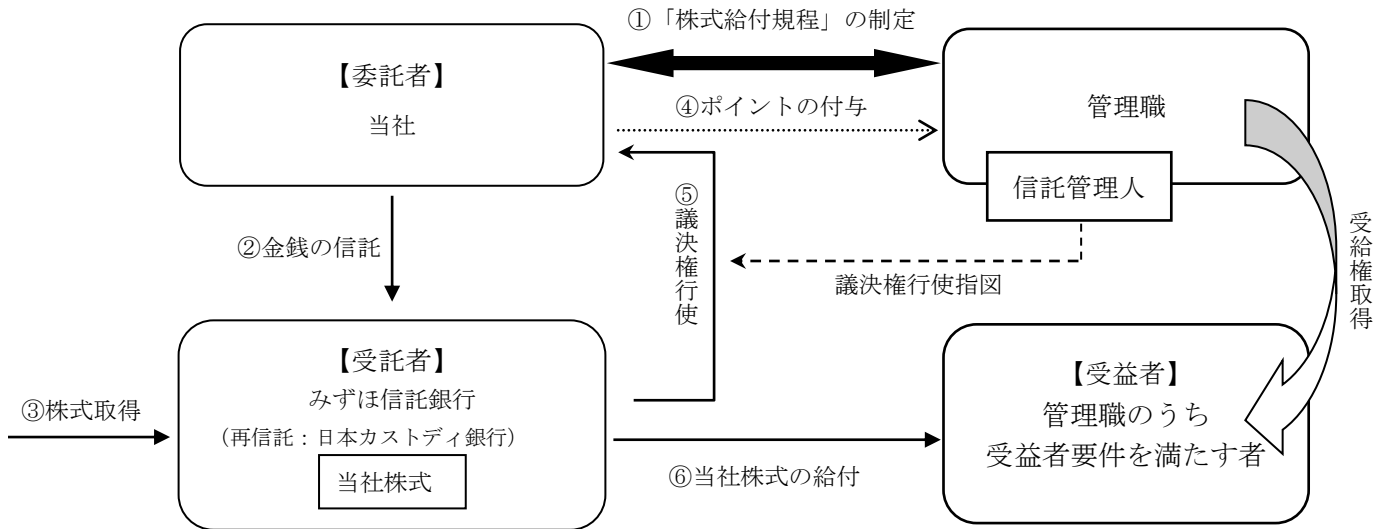 ①「株式給付規程」の制定
【委託者】
当社
④ポイントの付与
管理職
信託管理人
②金銭の信託
⑤議決権行使
議決権行使指図
受給権取得
【受託者】
みずほ信託銀行
（再信託：日本カストディ銀行）
当社株式
③株式取得
【受益者】
管理職のうち
受益者要件を満たす者
⑥当社株式の給付